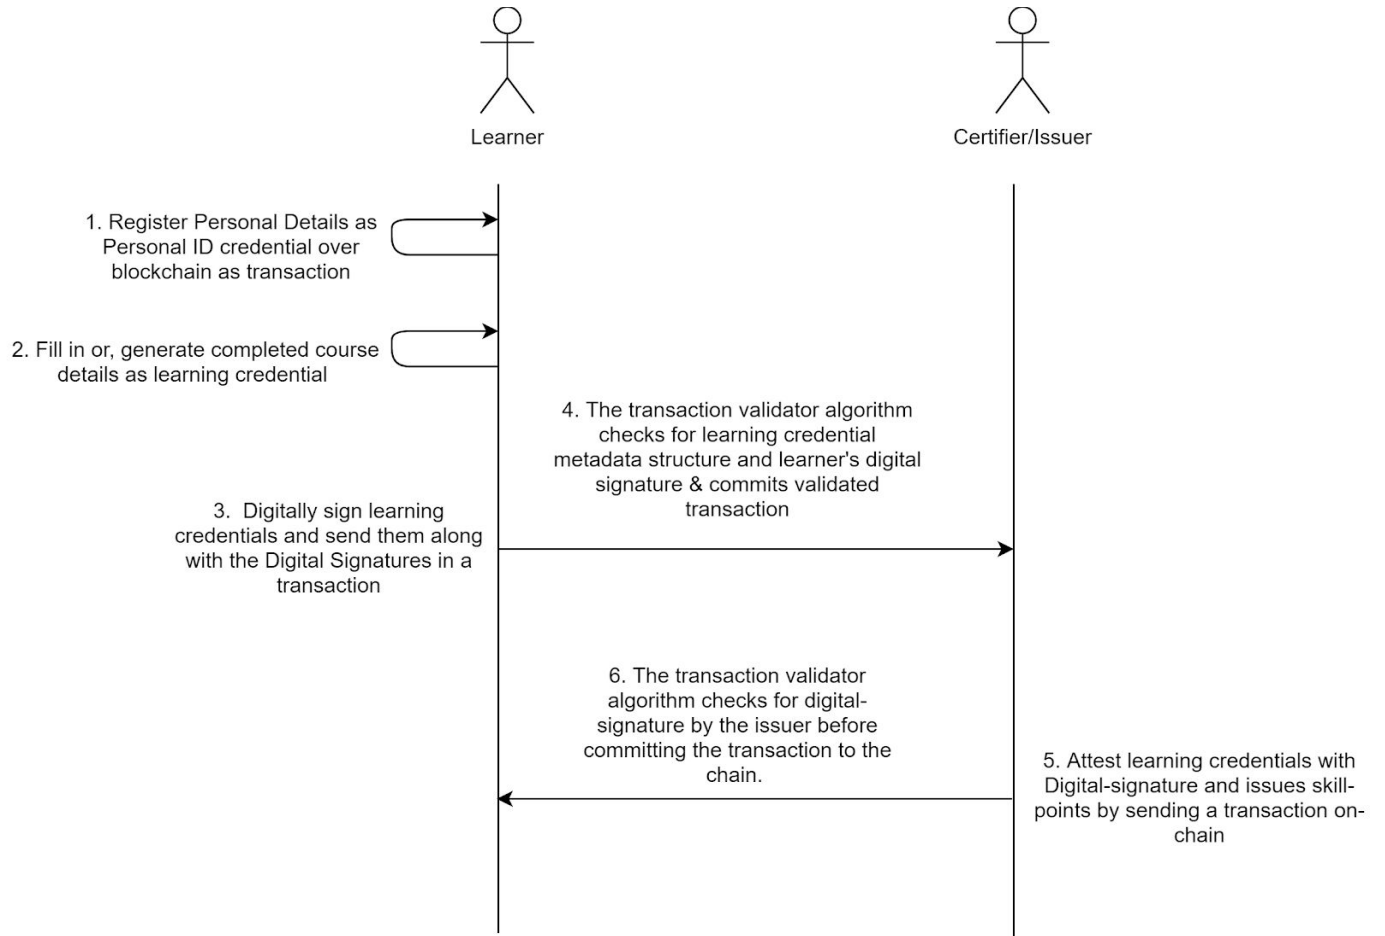 Learner
Certifier/Issuer
1. Register Personal Details as
Personal ID credential over
blockchain as transaction
2. Fill in or, generate completed course
details as learning credential
3. Digitally sign learning
credentials and send them along
with the Digital Signatures in a
transaction
4. The transaction validator algorithm
checks for learning credential
metadata structure and learner's digital
signature & commits validated
transaction
5. Attest learning credentials with
Digital-signature and issues skill-
points by sending a transaction on-
chain
6. The transaction validator
algorithm checks for digital-
signature by the issuer before
committing the transaction to the
chain.